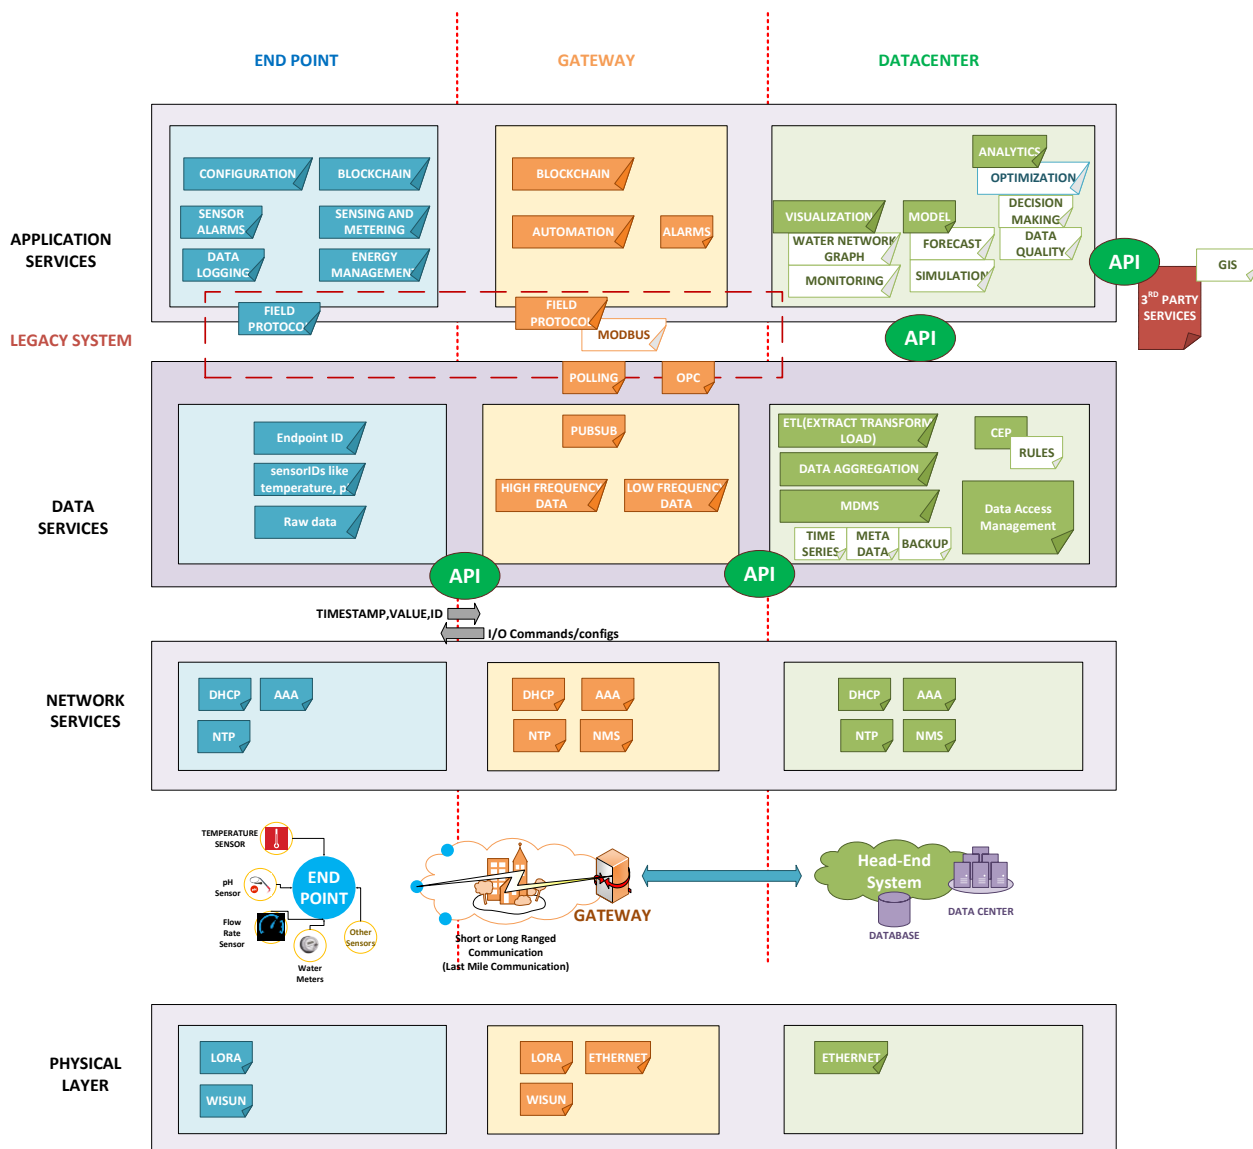 END POINT
GATEWAY
DATACENTER
APPLICATION
SERVICES
CONFIGURATION
BLOCKCHAIN
SENSOR
ALARMS
SENSING AND
METERING
DATA
LOGGING
ENERGY
MANAGEMENT
BLOCKCHAIN
AUTOMATION
ALARMS
ANALYTICS
OPTIMIZATION
DECISION
MAKING
DATA
QUALITY
VISUALIZATION
WATER NETWORK
GRAPH
MONITORING
MODEL
FORECAST
SIMULATION
API
GIS
3RD PARTY
SERVICES
LEGACY SYSTEM
FIELD
PROTOCOL
FIELD
PROTOCOL
MODBUS
API
POLLING
OPC
DATA
SERVICES
Endpoint ID
sensorIDs like
temperature, p
Raw data
PUBSUB
HIGH FREQUENCY
DATA
LOW FREQUENCY
DATA
ETL(EXTRACT TRANSFORM
LOAD)
DATA AGGREGATION
MDMS
TIME
SERIES
META
DATA
BACKUP
CEP
RULES
Data Access
Management
API
API
TIMESTAMP,VALUE,ID
I/O Commands/configs
NETWORK
SERVICES
DHCP
AAA
NTP
DHCP
AAA
NTP
NMS
DHCP
AAA
NTP
NMS
TEMPERATURE
SENSOR
pH
Sensor
Flow
Rate
Sensor
Water
Meters
Other
Sensors
END
POINT
GATEWAY
Short or Long Ranged
Communication
(Last Mile Communication)
Head-End
System
DATA CENTER
DATABASE
PHYSICAL
LAYER
LORA
WISUN
LORA
ETHERNET
WISUN
ETHERNET